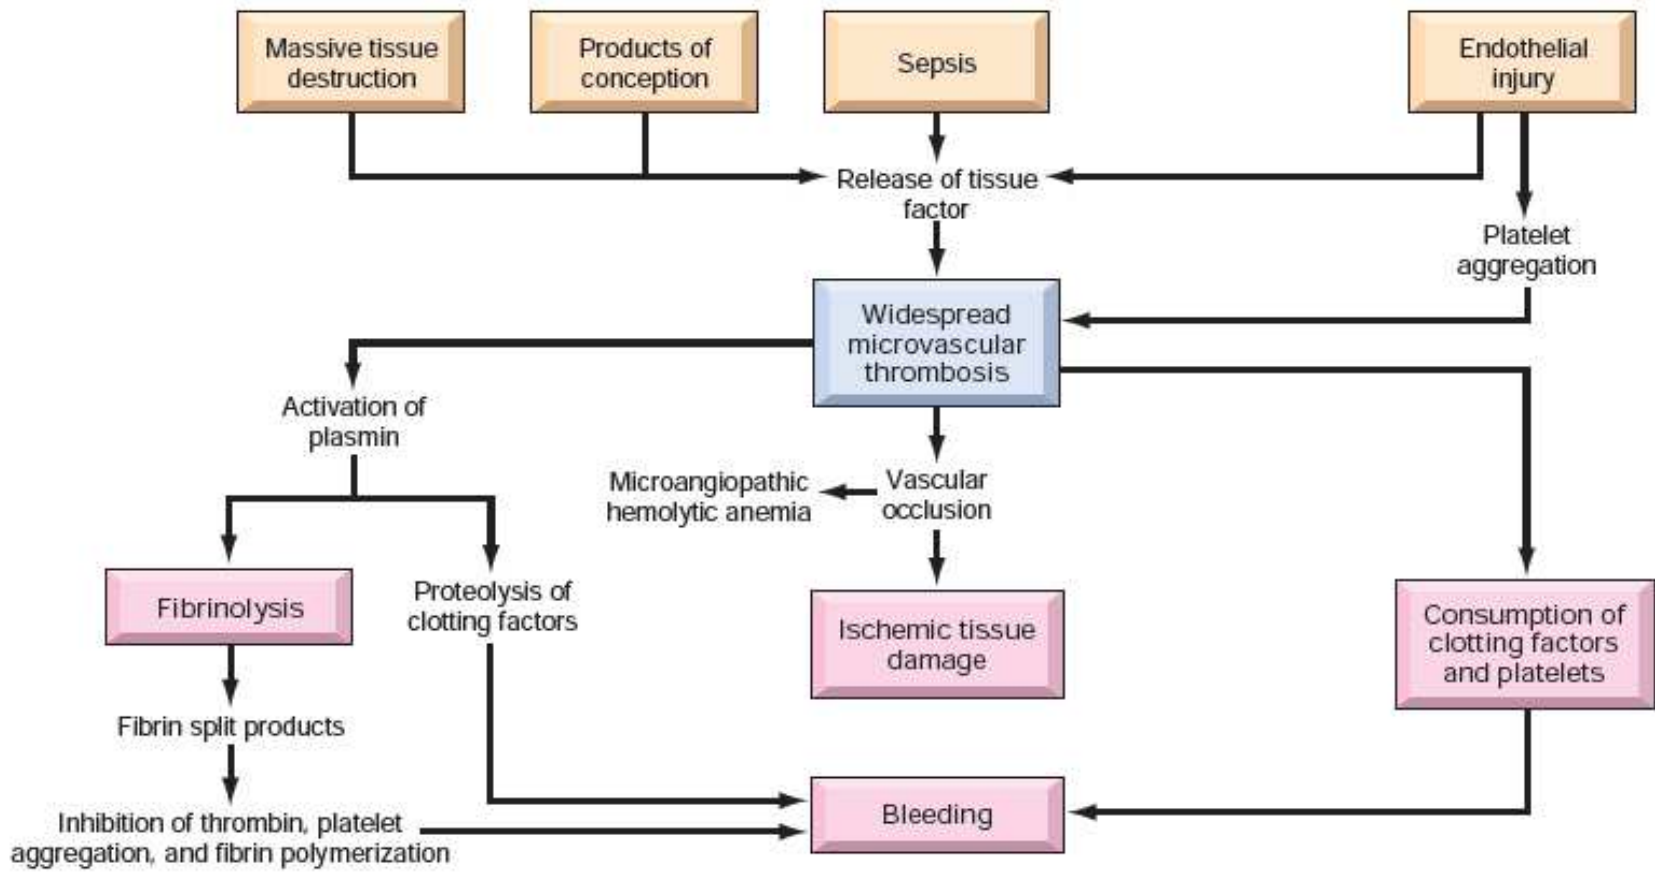 Massive tissue
destruction
Products of
conception
Sepsis
Endothelial
injury
Release of tissue
factor
Platelet
aggregation
Widespread
microvascular
thrombosis
Activation of
plasmin
Microangiopathic
hemolytic anemia
Vascular
occlusion
Fibrinolysis
Proteolysis of
clotting factors
Ischemic tissue
damage
Consumption of
clotting factors
and platelets
Fibrin split products
Inhibition of thrombin, platelet
aggregation, and fibrin polymerization
Bleeding